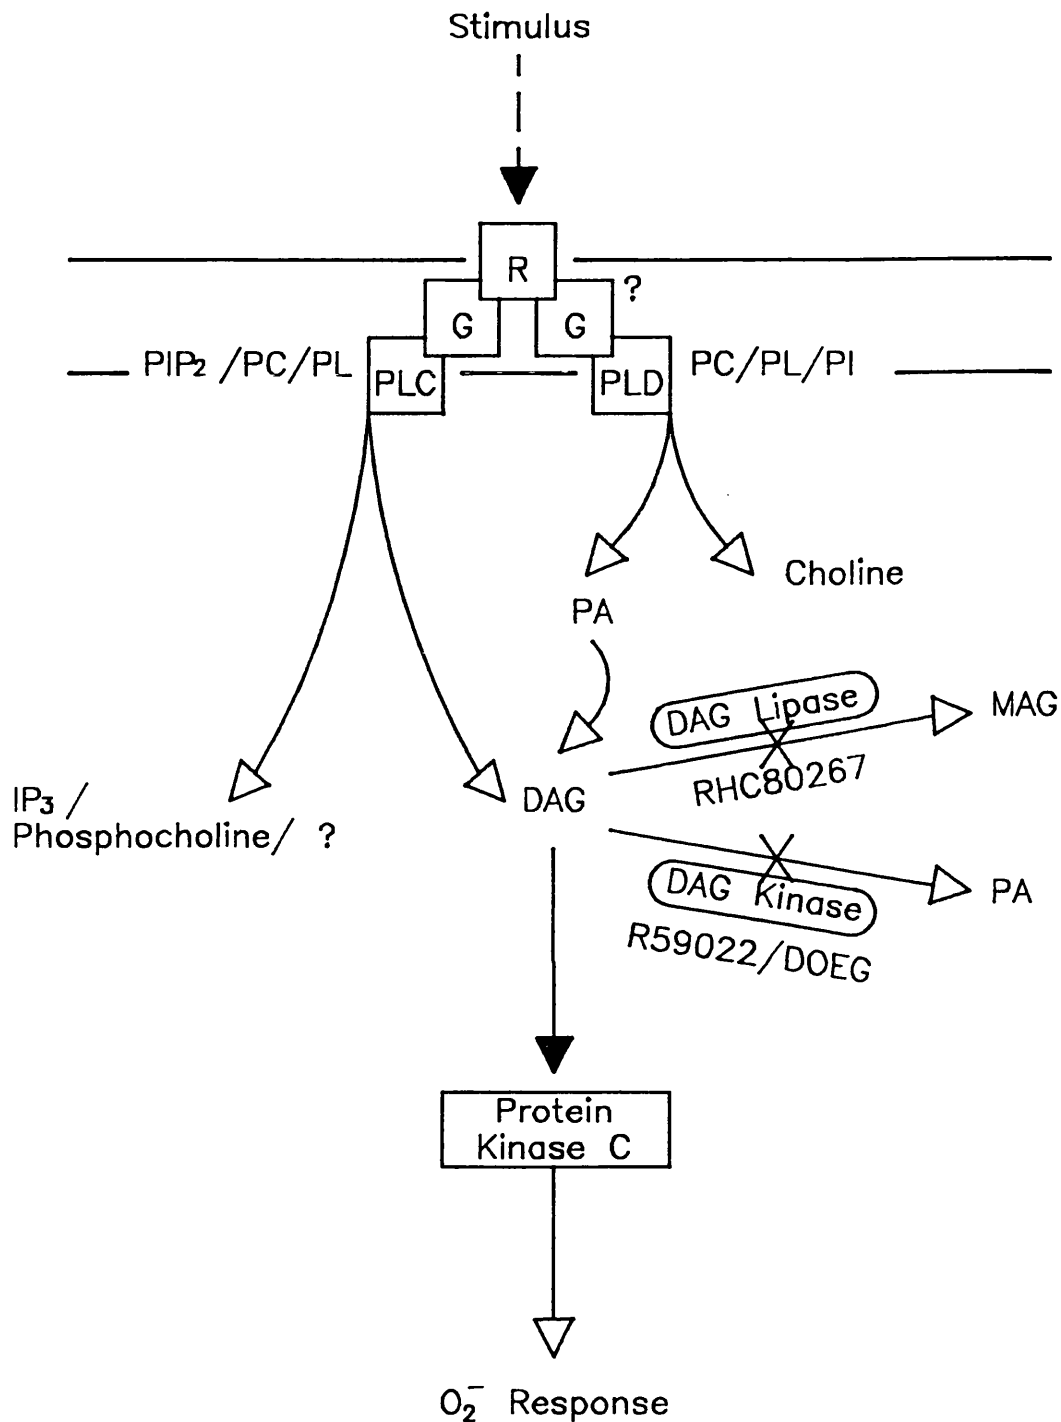 Stimulus
R
?
G
G
PIP₂ /PC/PL
PLC
PLD
PC/PL/PI
Choline
PA
DAG Lipase
MAG
RHC80267
IP₃ /
Phosphocholine/ ?
DAG
DAG Kinase
PA
R59022/DOEG
Protein
Kinase C
O₂⁻ Response